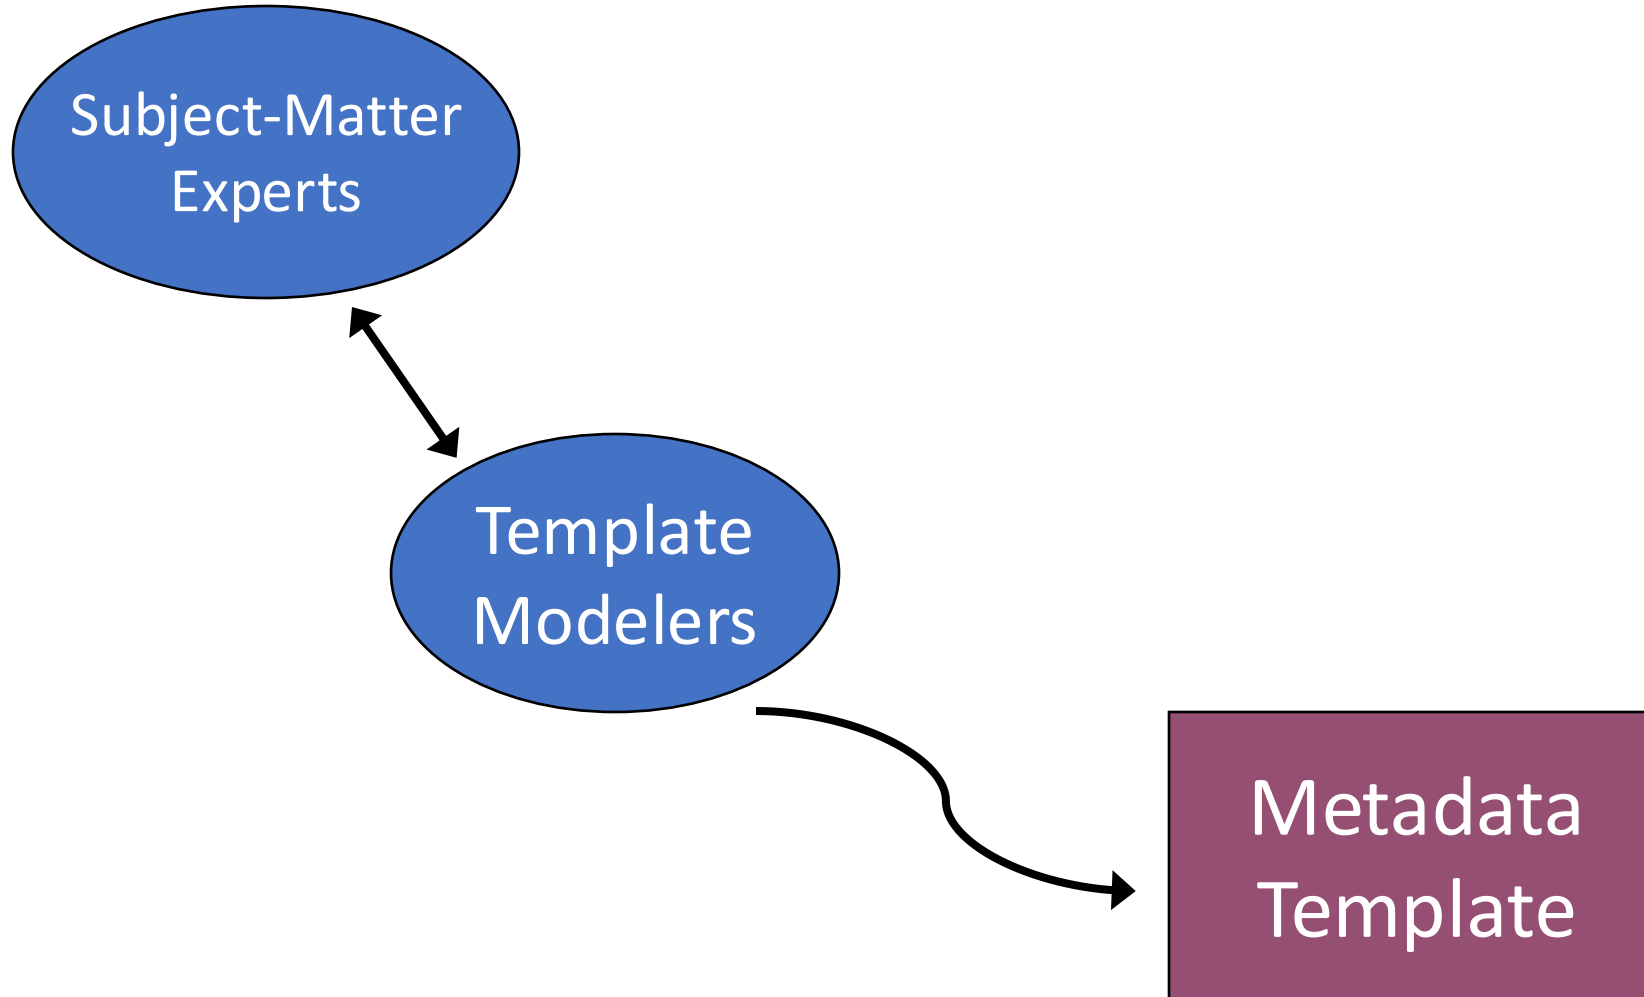 Subject-Matter
Experts
Template
Modelers
Metadata
Template